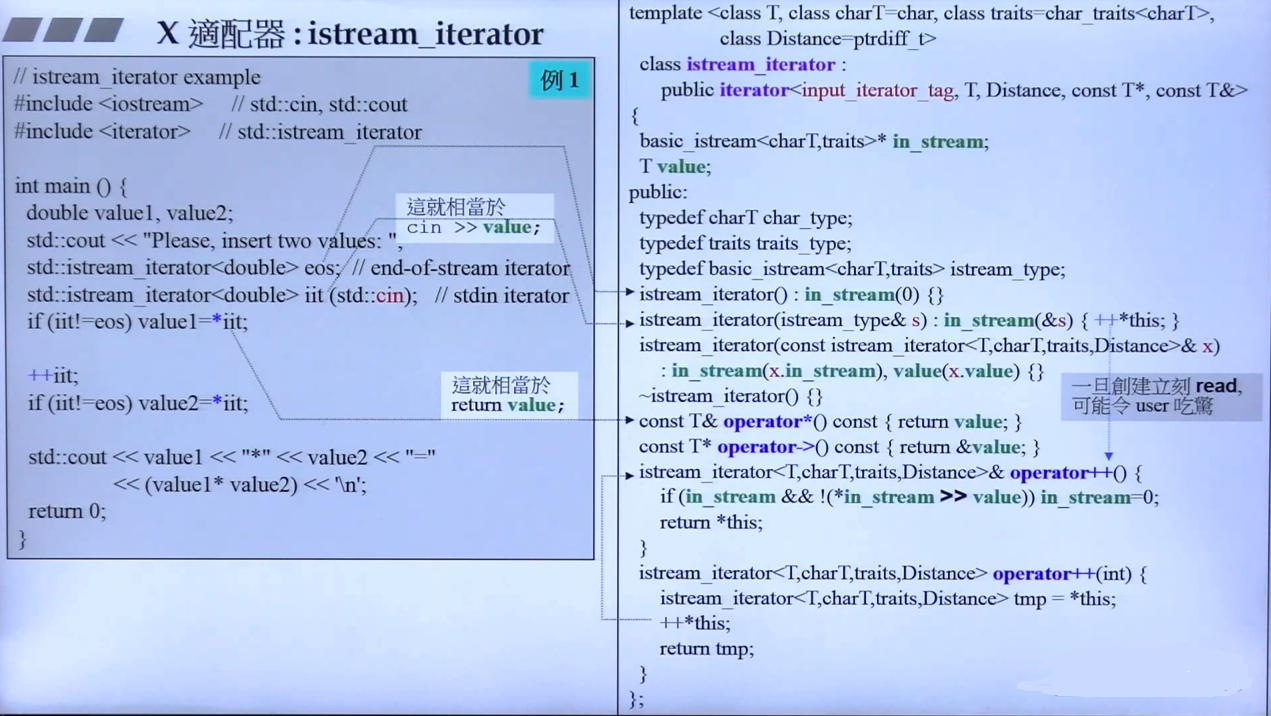 X 適配器 : istream_iterator
例 1
// istream_iterator example
#include <iostream> // std::cin, std::cout
#include <iterator> // std::istream_iterator
int main () {
double value1, value2;
std::cout << "Please, insert two values: ";
std::istream_iterator<double> eos; // end-of-stream iterator
std::istream_iterator<double> iit (std::cin); // stdin iterator
if (iit!=eos) value1=*iit;
++iit;
if (iit!=eos) value2=*iit;
std::cout << value1 << "*" << value2 << "="
<< (value1* value2) << '\n';
return 0;
}
這就相當於
cin >> value;
這就相當於
return value;
template <class T, class charT=char, class traits=char_traits<charT>,
class Distance=ptrdiff_t>
class istream_iterator :
public iterator<input_iterator_tag, T, Distance, const T*, const T&>
{
basic_istream<charT,traits>* in_stream;
T value;
public:
typedef charT char_type;
typedef traits traits_type;
typedef basic_istream<charT,traits> istream_type;
istream_iterator() : in_stream(0) {}
istream_iterator(istream_type& s) : in_stream(&s) { ++*this; }
istream_iterator(const istream_iterator<T,charT,traits,Distance>& x)
: in_stream(x.in_stream), value(x.value) {}
~istream_iterator() {}
const T& operator*() const { return value; }
const T* operator->() const { return &value; }
istream_iterator<T,charT,traits,Distance>& operator++() {
if (in_stream && !(*in_stream >> value)) in_stream=0;
return *this;
}
istream_iterator<T,charT,traits,Distance> operator++(int) {
istream_iterator<T,charT,traits,Distance> tmp = *this;
++*this;
return tmp;
}
};
一旦創建立刻 read,
可能令 user 吃驚